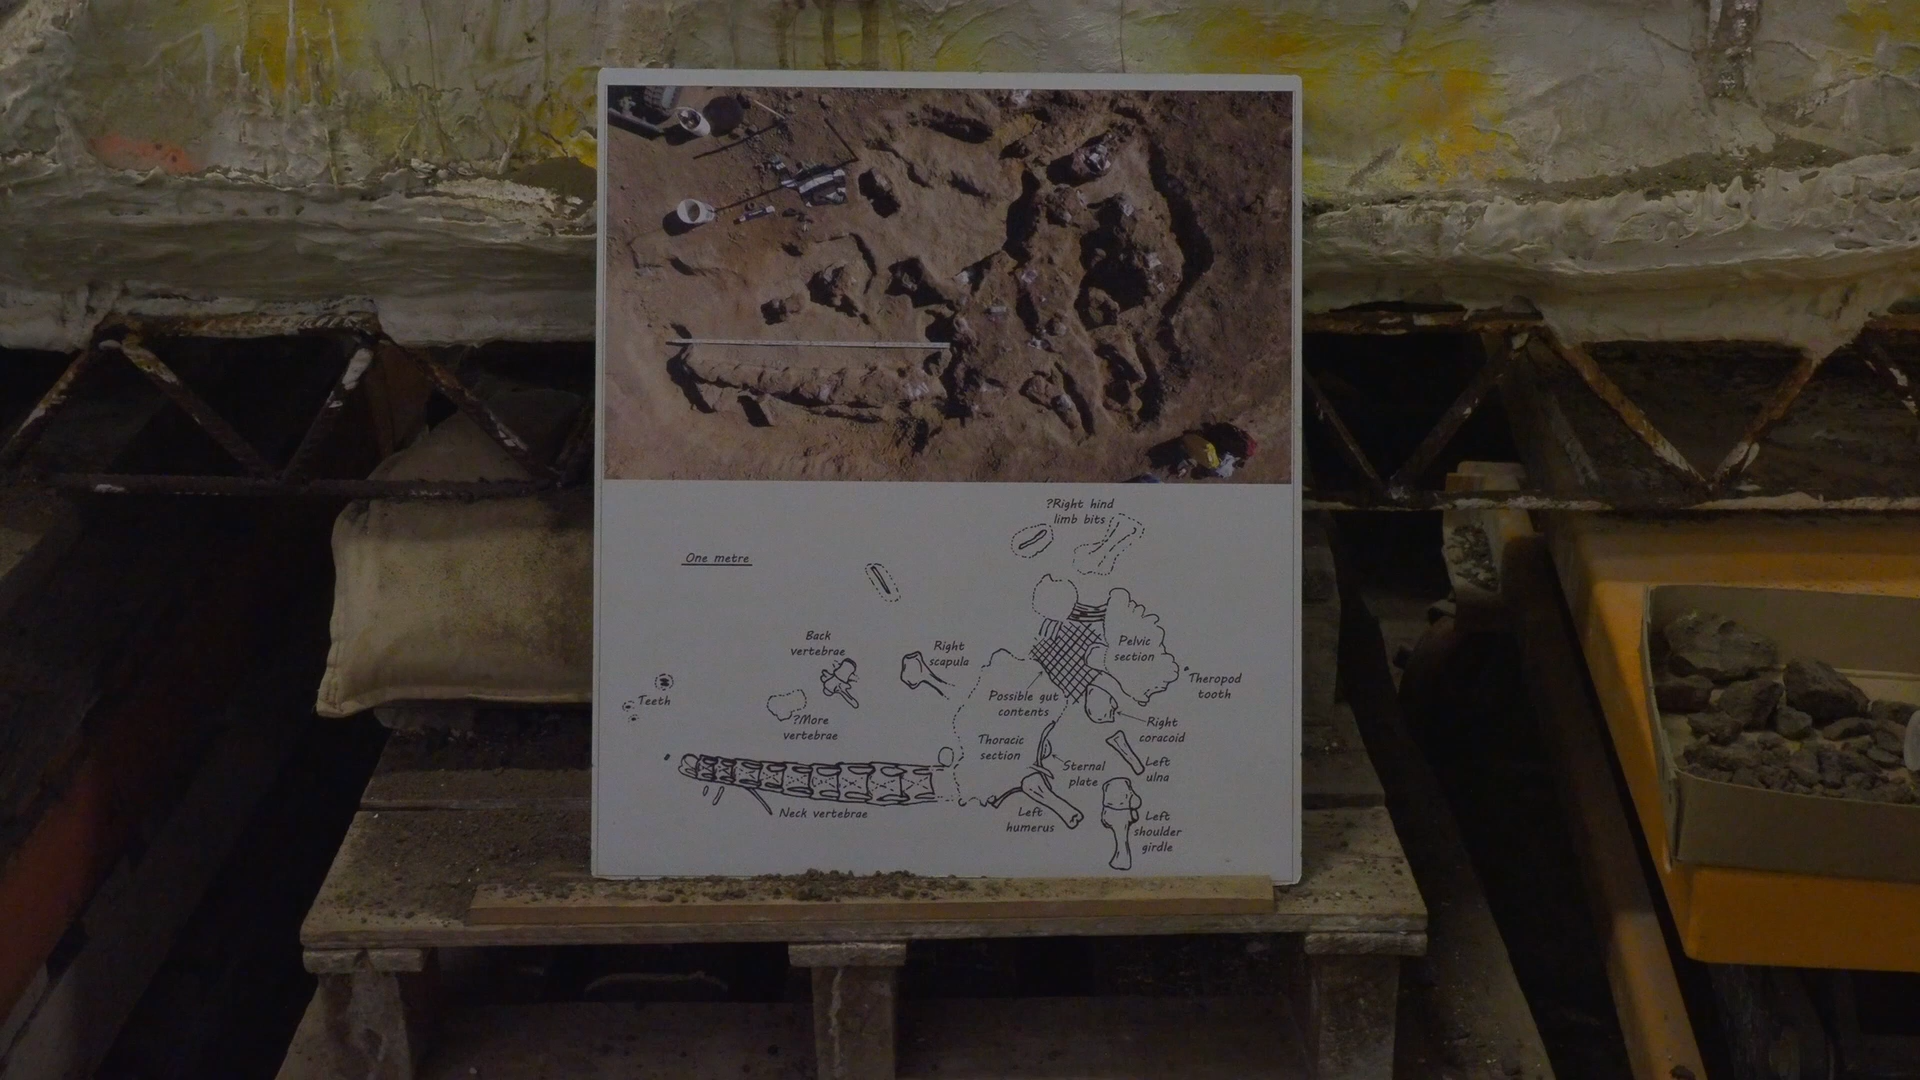 ?Right hind
limb bits
One metre
Back
vertebrae
Right
scapula
Pelvic
section
Teeth
Theropod
tooth
Possible gut
contents
?More
vertebrae
Right
coracoid
Thoracic
section
Sternal
plate
Left
ulna
Neck vertebrae
Left
humerus
Left
shoulder
girdle